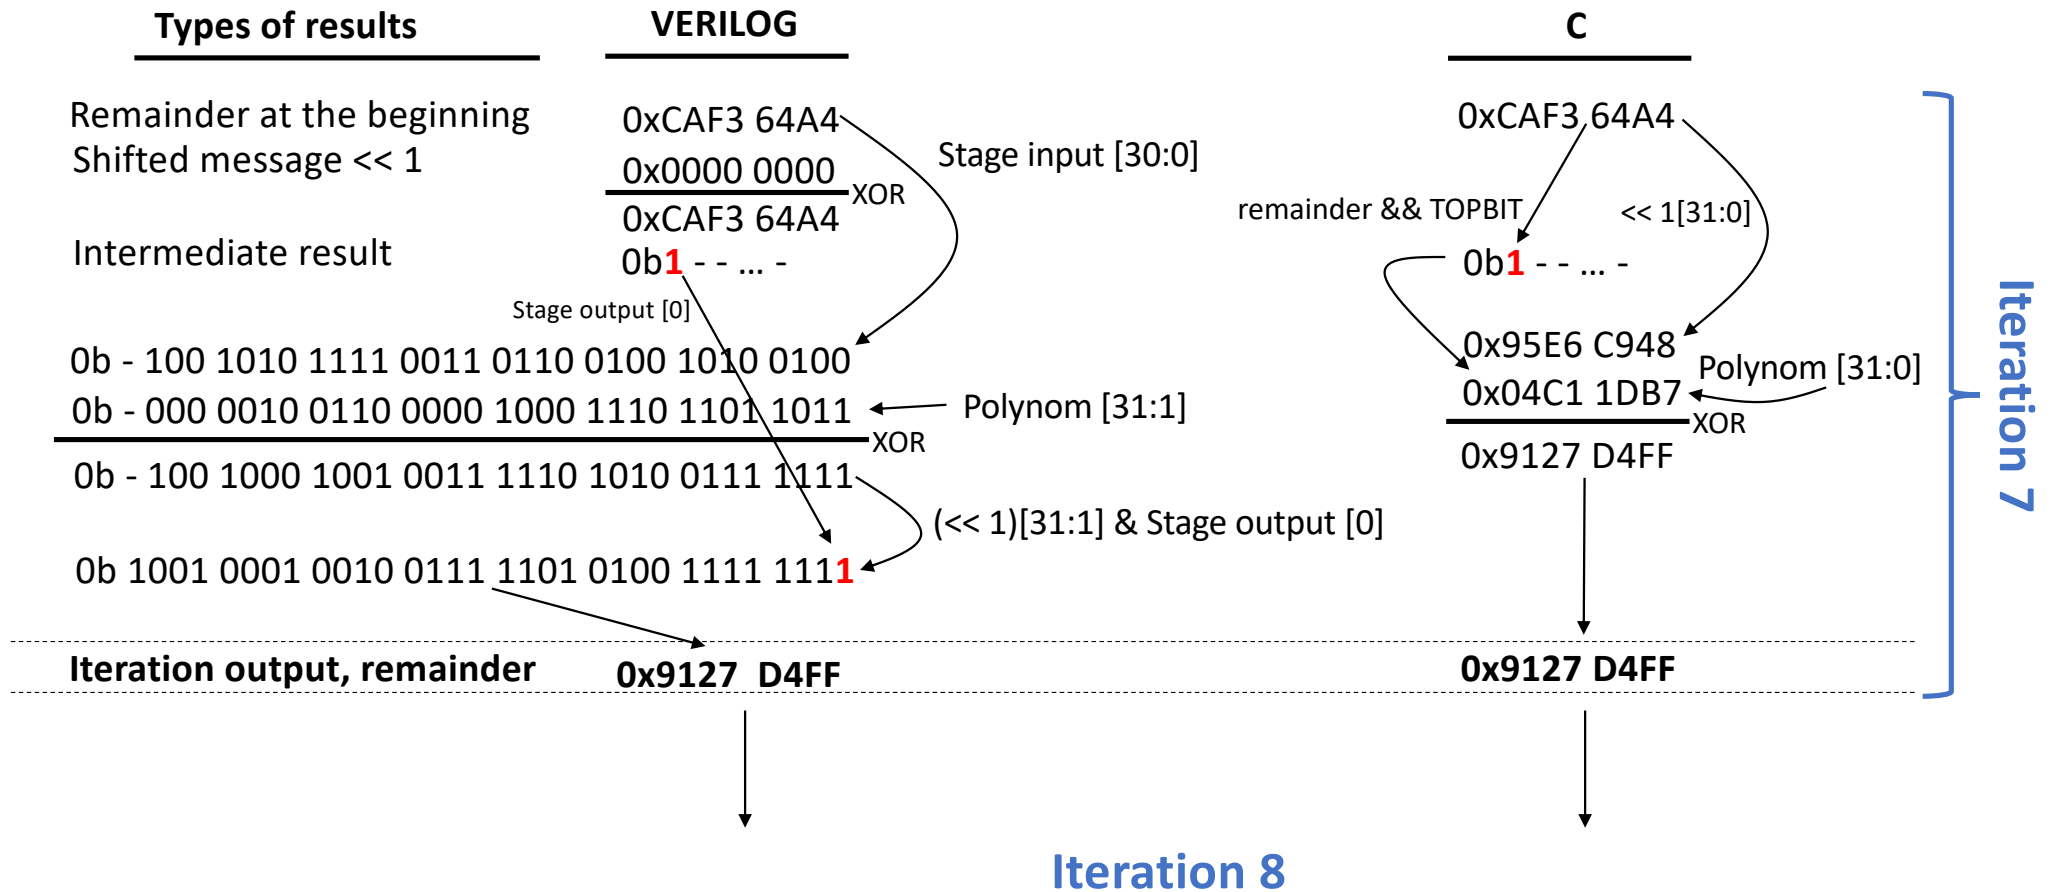 Types of results
VERILOG
C
Remainder at the beginning
0xCAF3 64A4
0xCAF3 64A4
Shifted message << 1
0x0000 0000
XOR
Stage input [30:0]
0xCAF3 64A4
remainder && TOPBIT
<< 1[31:0]
Intermediate result
0b1 - - ... -
0b1 - - ... -
Stage output [0]
0b - 100 1010 1111 0011 0110 0100 1010 0100
0x95E6 C948
Polynom [31:0]
0b - 000 0010 0110 0000 1000 1110 1101 1011
Polynom [31:1]
0x04C1 1DB7
XOR
XOR
0b - 100 1000 1001 0011 1110 1010 0111 1111
0x9127 D4FF
(<< 1)[31:1] & Stage output [0]
0b 1001 0001 0010 0111 1101 0100 1111 1111
Iteration output, remainder
0x9127 D4FF
0x9127 D4FF
Iteration 7
Iteration 8